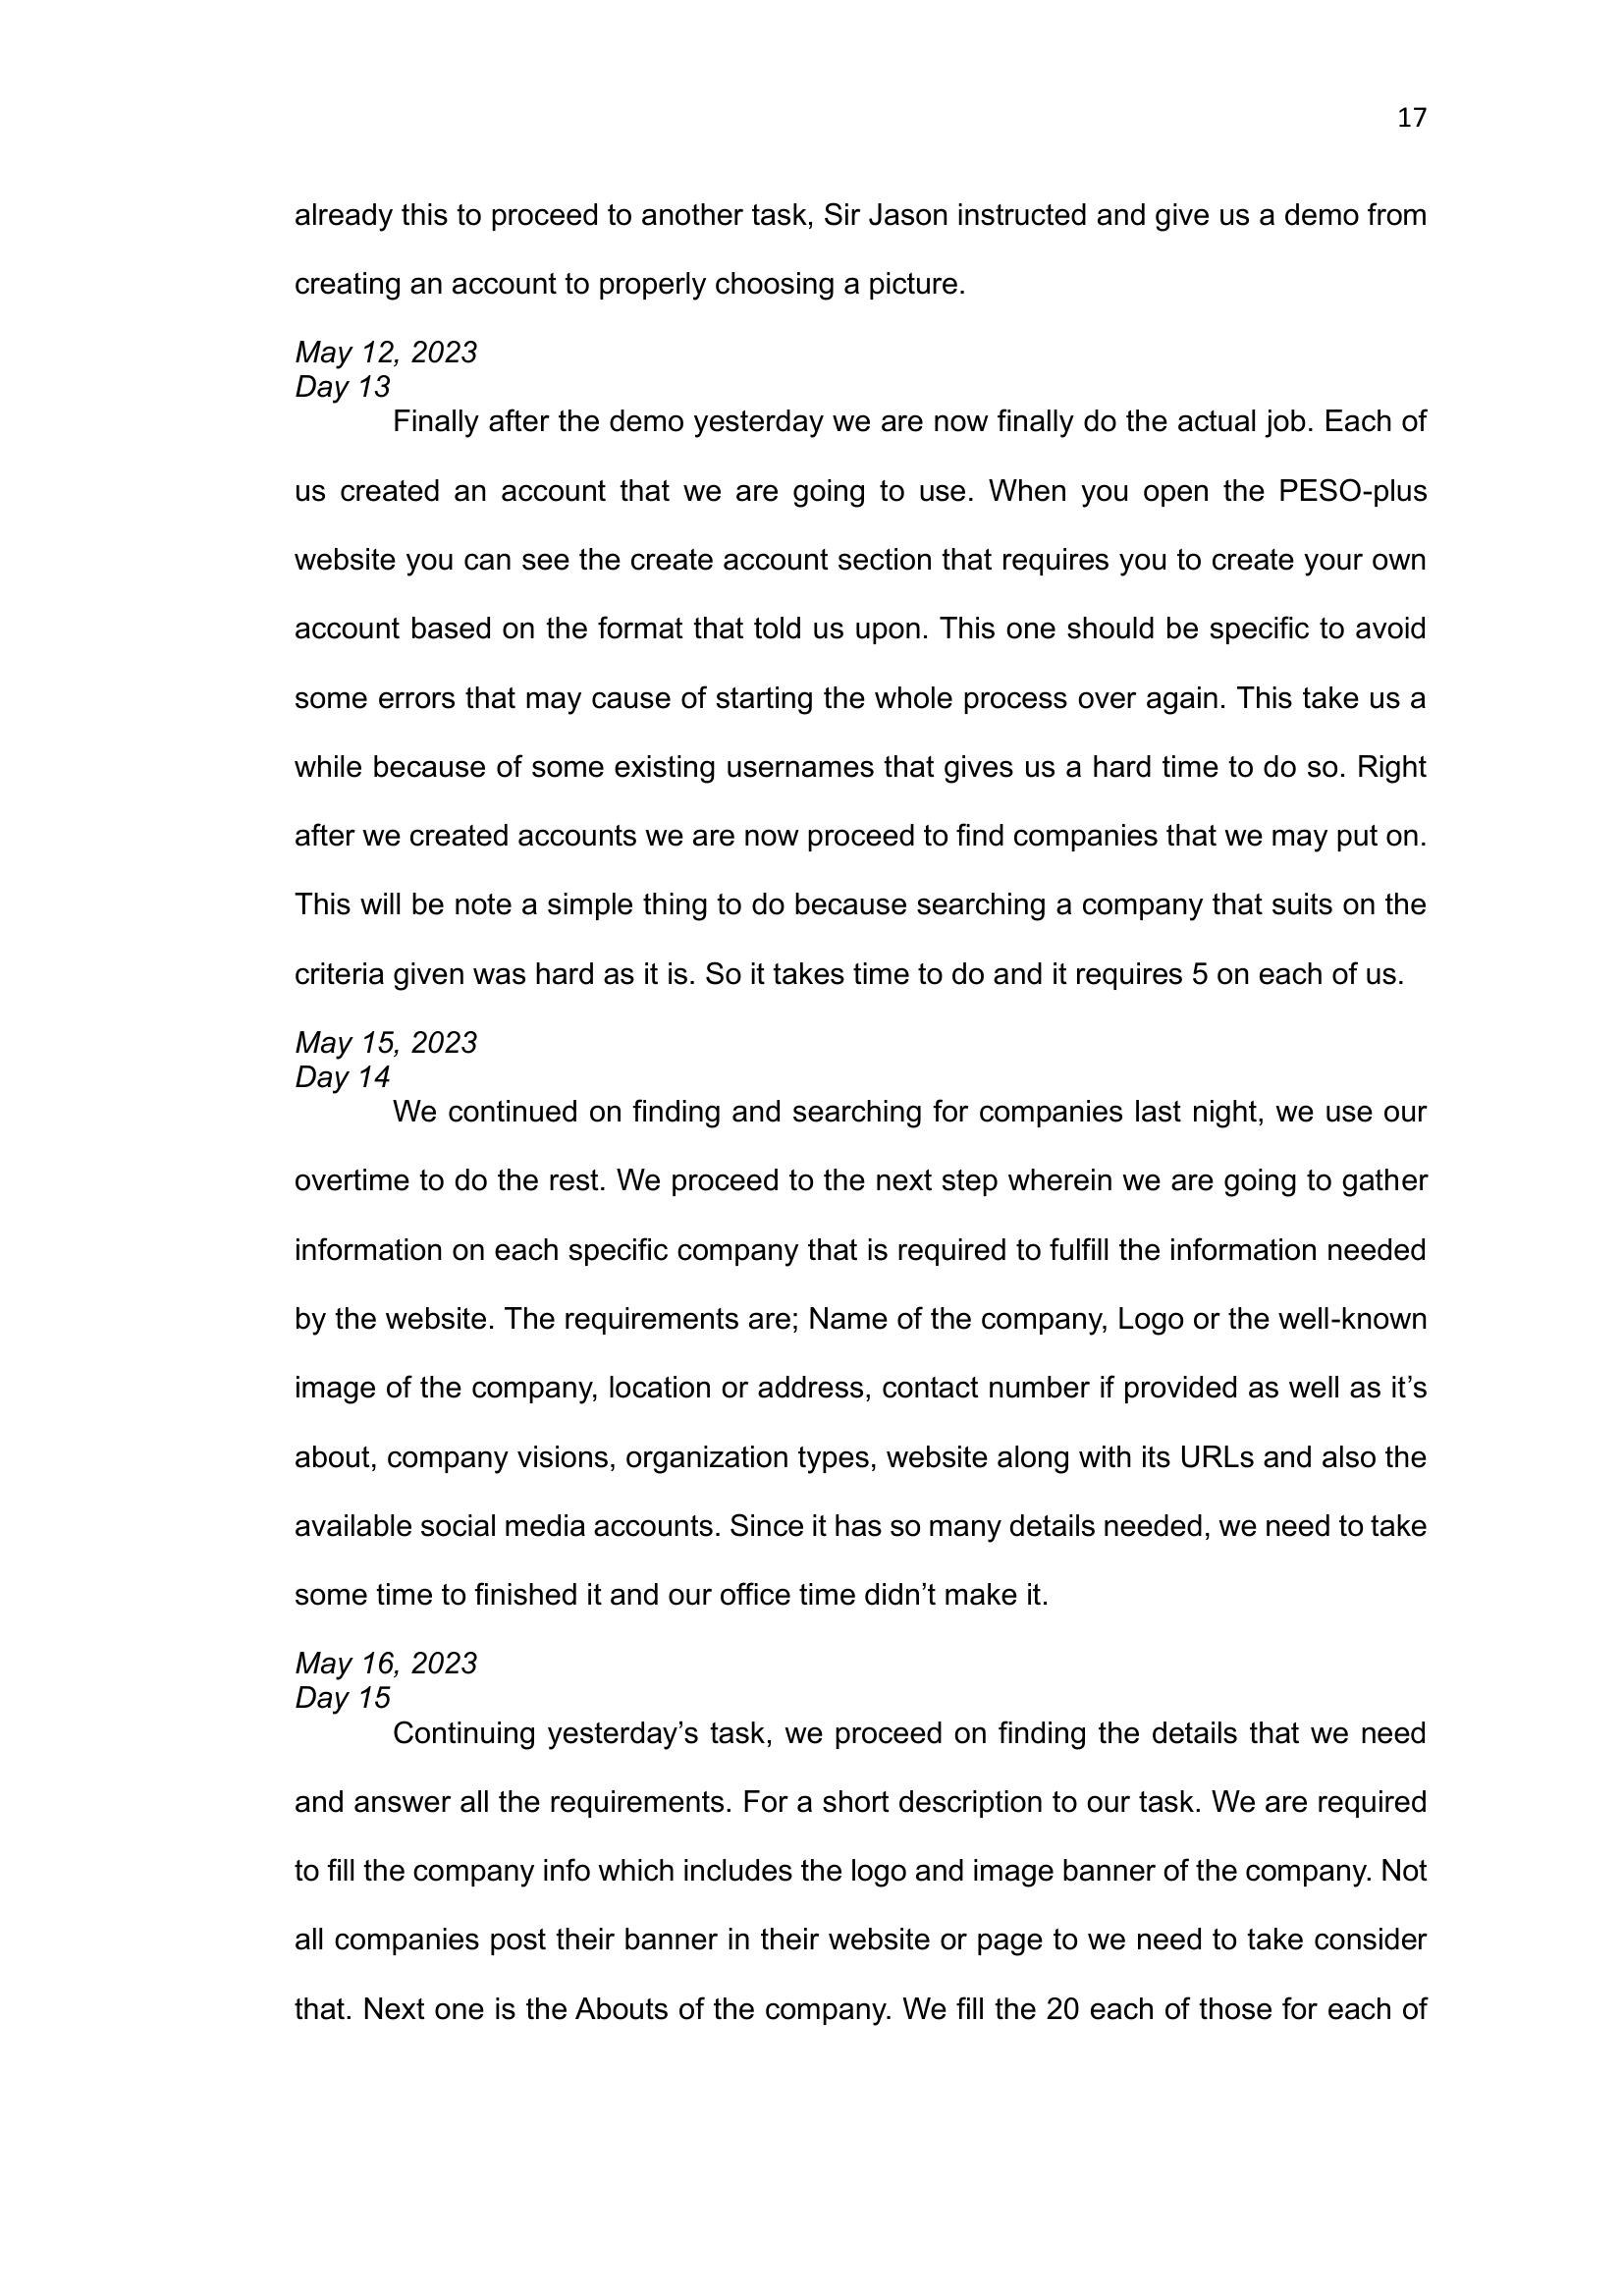 17
already this to proceed to another task, Sir Jason instructed and give us a demo from
creating an account to properly choosing a picture.
May 12, 2023
Day 13
Finally after the demo yesterday we are now finally do the actual job. Each of
us created an account that we are going to use. When you open the PESO-plus
website you can see the create account section that requires you to create your own
account based on the format that told us upon. This one should be specific to avoid
some errors that may cause of starting the whole process over again. This take us a
while because of some existing usernames that gives us a hard time to do so. Right
after we created accounts we are now proceed to find companies that we may put on.
This will be note a simple thing to do because searching a company that suits on the
criteria given was hard as it is. So it takes time to do and it requires 5 on each of us.
May 15, 2023
Day 14
We continued on finding and searching for companies last night, we use our
overtime to do the rest. We proceed to the next step wherein we are going to gather
information on each specific company that is required to fulfill the information needed
by the website. The requirements are; Name of the company, Logo or the well-known
image of the company, location or address, contact number if provided as well as it’s
about, company visions, organization types, website along with its URLs and also the
available social media accounts. Since it has so many details needed, we need to take
some time to finished it and our office time didn’t make it.
May 16, 2023
Day 15
Continuing yesterday’s task, we proceed on finding the details that we need
and answer all the requirements. For a short description to our task. We are required
to fill the company info which includes the logo and image banner of the company. Not
all companies post their banner in their website or page to we need to take consider
that. Next one is the Abouts of the company. We fill the 20 each of those for each of